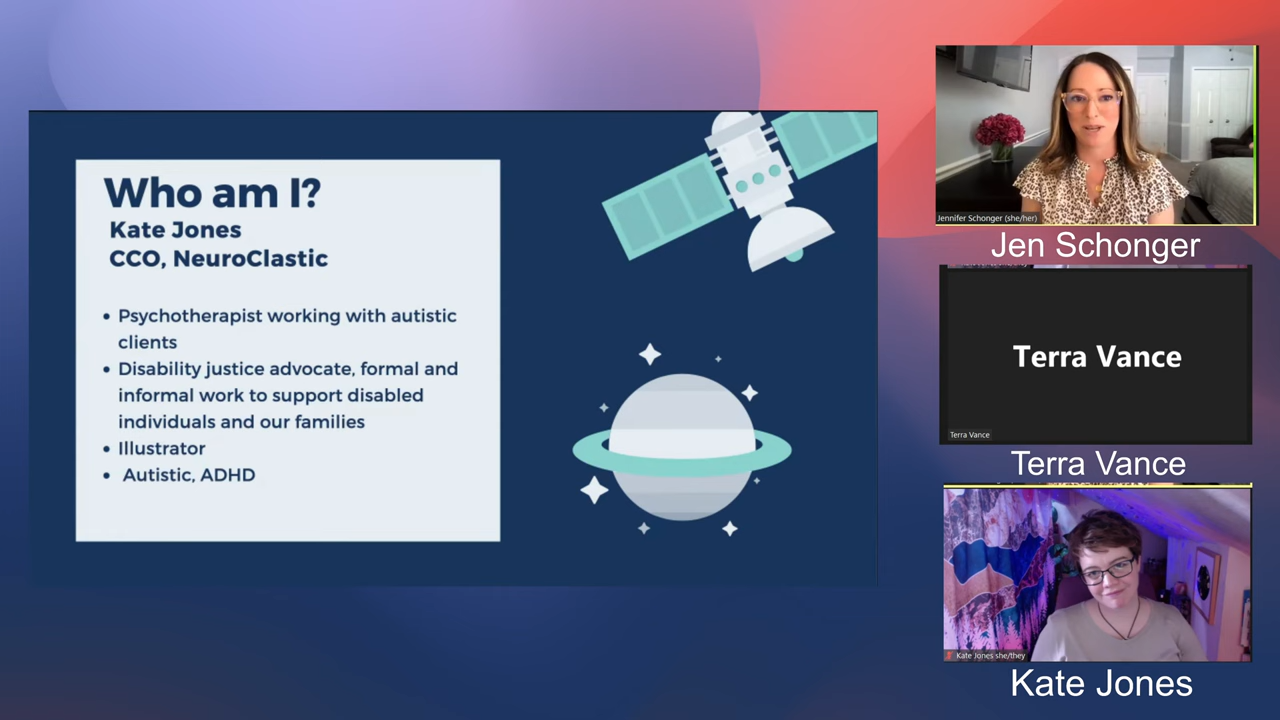 Who am I?
Kate Jones
CCO, NeuroClastic
• Psychotherapist working with autistic
clients
• Disability justice advocate, formal and
informal work to support disabled
individuals and our families
• Illustrator
• Autistic, ADHD
Jennifer Schonger (she/her)
Jen Schonger
Terra Vance
Terra Vance
Terra Vance
Kate Jones she/they
Kate Jones